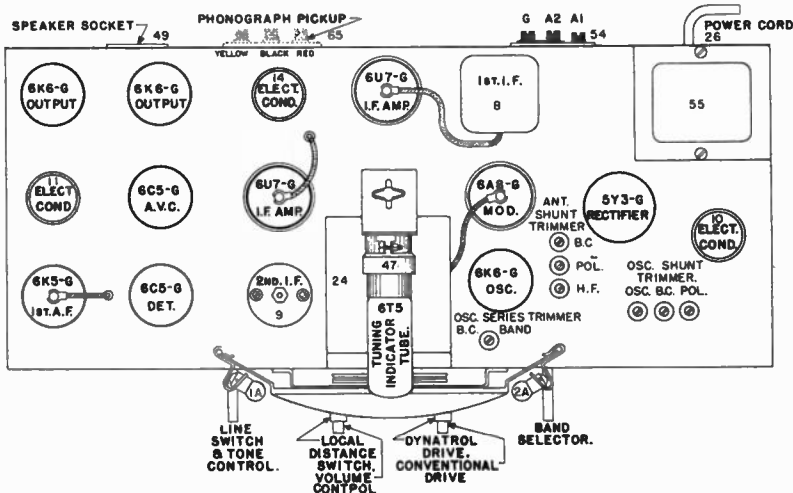 SPEAKER SOCKET
49
PHONOGRAPH PICKUP
65
YELLOW BLACK RED
G A2 A1
54
POWER CORD
26
6K6-G
OUTPUT
6K6-G
OUTPUT
14
ELECT.
COND.
6U7-G
I.F. AMP.
1ST. I.F.
8
55
11
ELECT
COND.
6C5-G
A.V.C.
6U7-G
I.F. AMP.
6A8-G
MOD.
ANT.
SHUNT
TRIMMER
B.C
POL.
H.F.
5Y3-G
RECTIFIER
10
ELECT.
COND.
6K5-G
1ST. A.F.
6C5-G
DET.
2ND. I.F.
9
24
47
6T5
TUNING
INDICATOR
TUBE.
6K6-G
OSC.
OSC. SERIES TRIMMER
B.C. BAND
OSC. SHUNT
TRIMMER.
OSC. B.C. POL.
1A
2A
LINE
SWITCH
& TONE
CONTROL.
LOCAL
DISTANCE
SWITCH,
VOLUME
CONTPOL
DYNATROL
DRIVE,
CONVENTIONAL
DRIVE
BAND
SELECTOR.